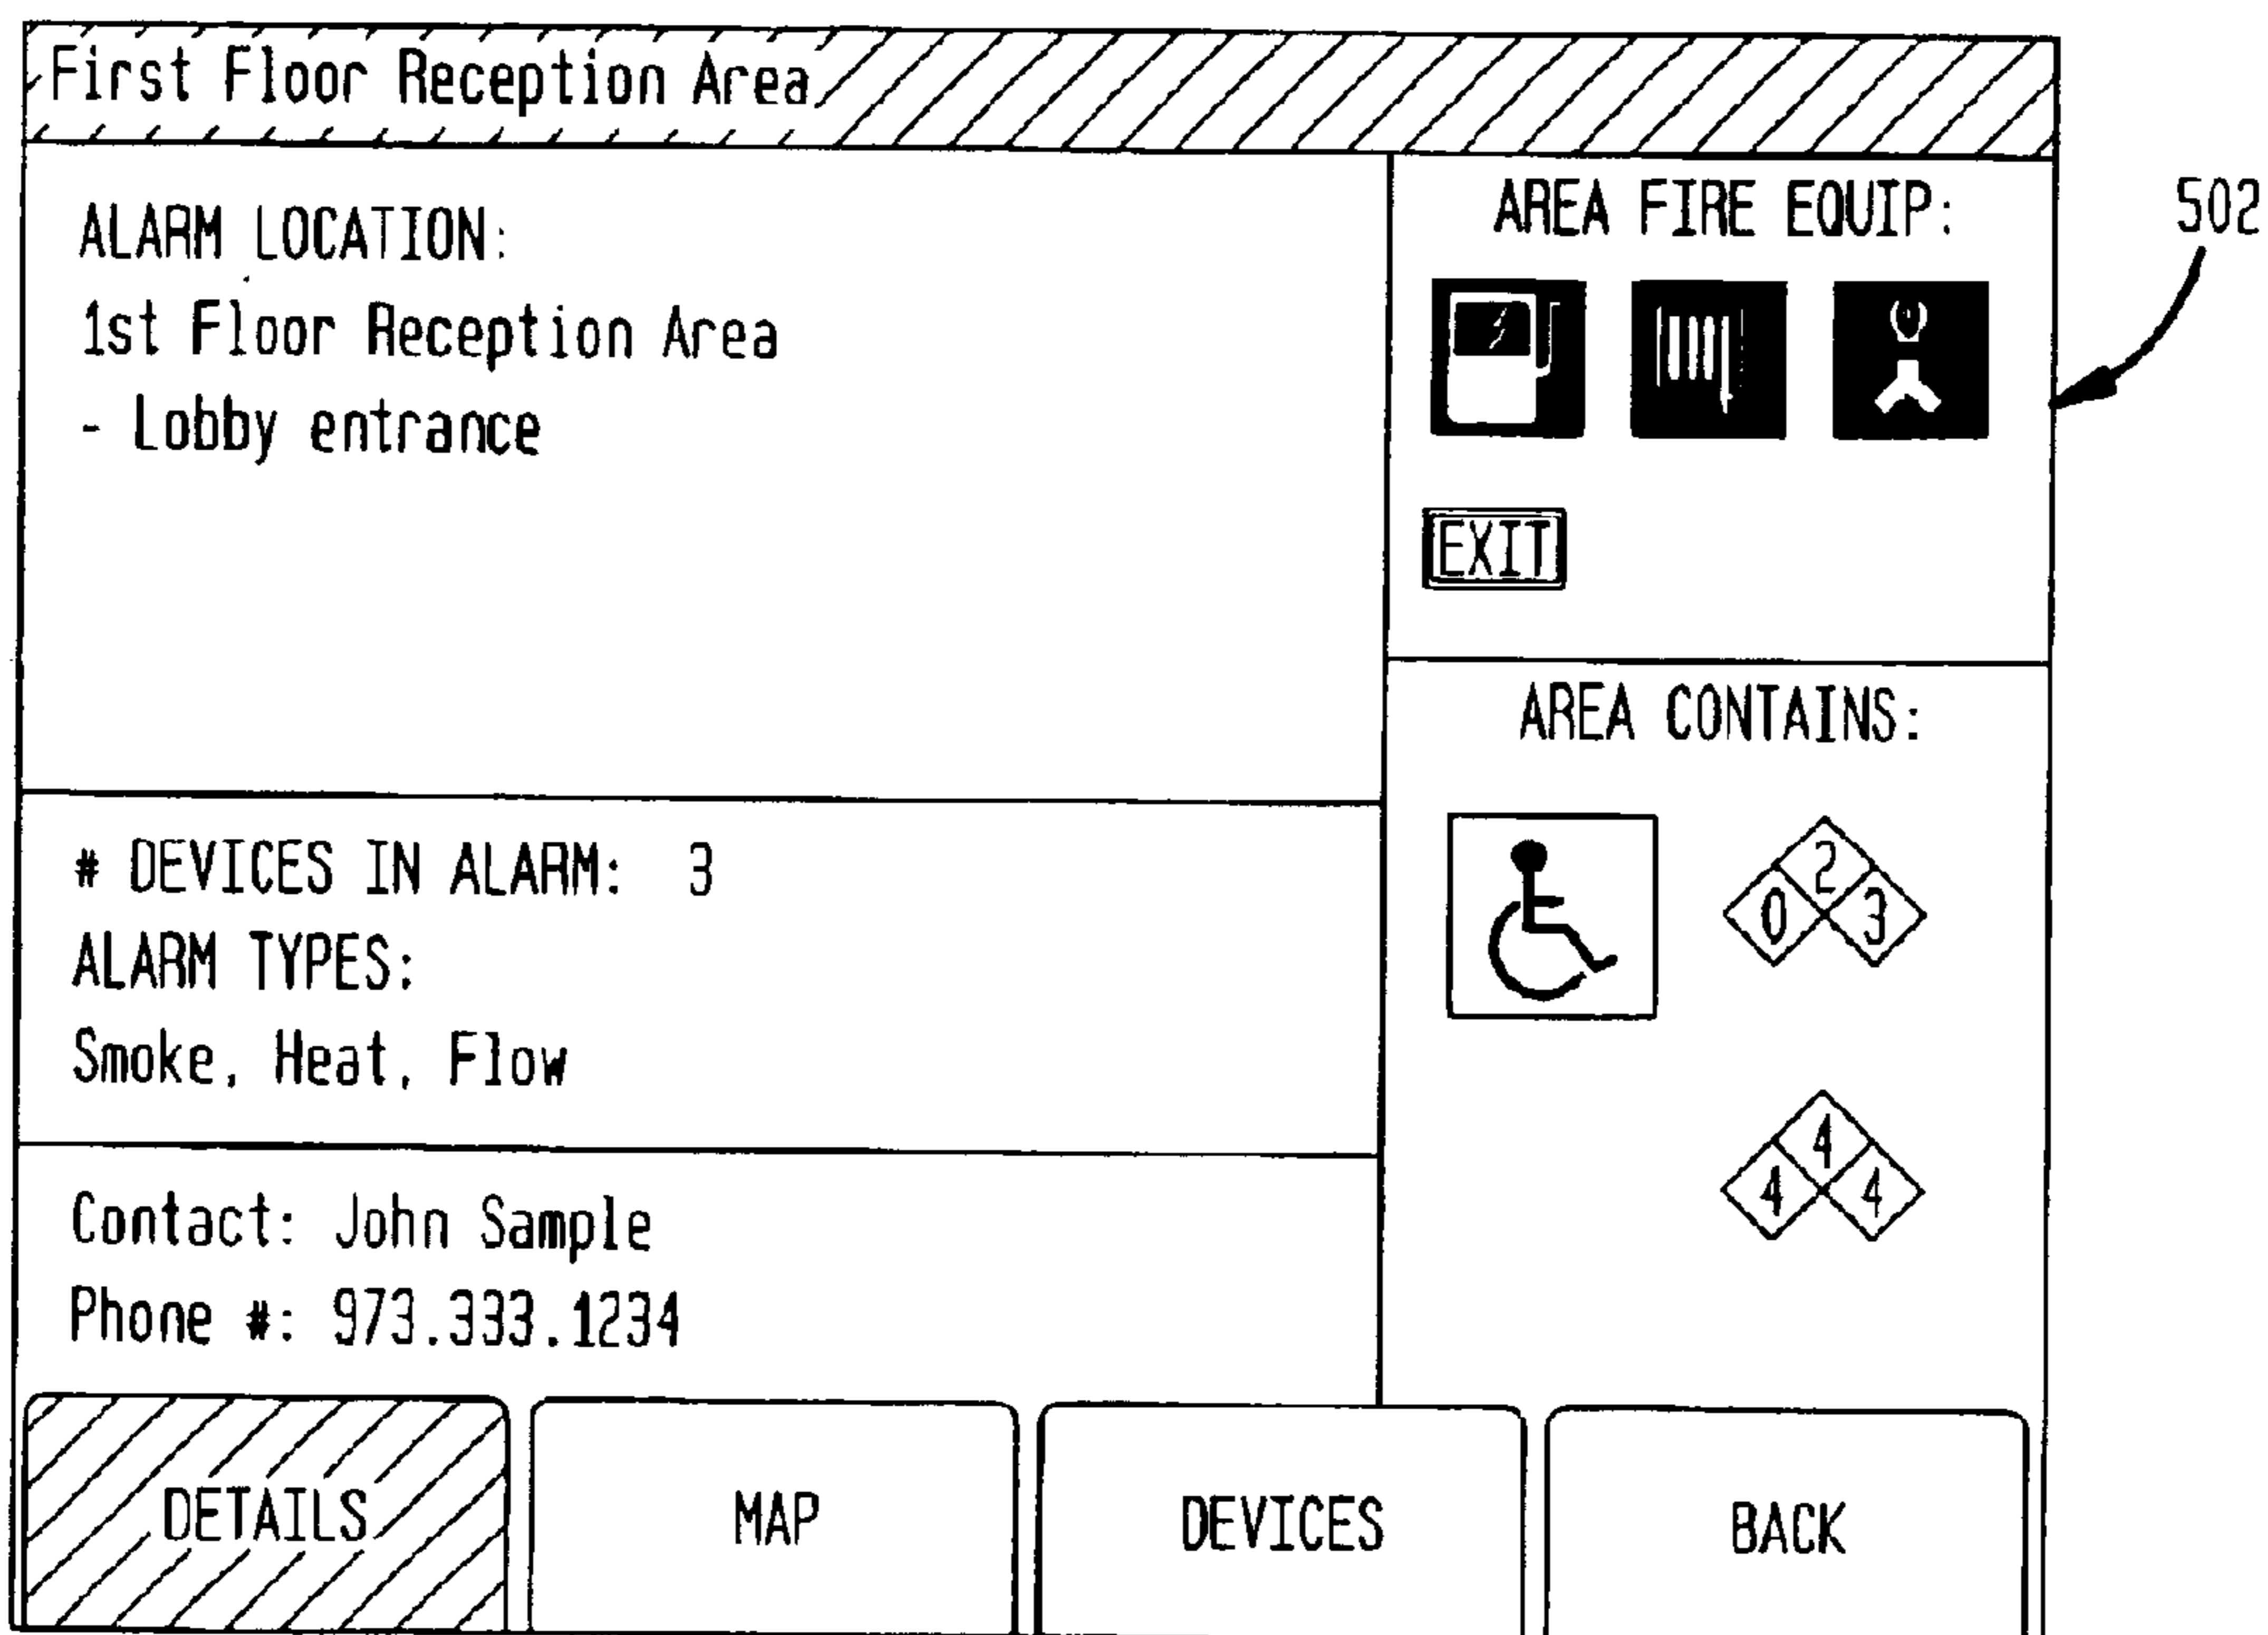 First Floor Reception Area
ALARM LOCATION:
1st Floor Reception Area
- Lobby entrance
# DEVICES IN ALARM: 3
ALARM TYPES:
Smoke, Heat, Flow
Contact: John Sample
Phone #: 973.333.1234
AREA FIRE EQUIP:
EXIT
AREA CONTAINS:
2
0 3
4
4 4
502
DETAILS
MAP
DEVICES
BACK